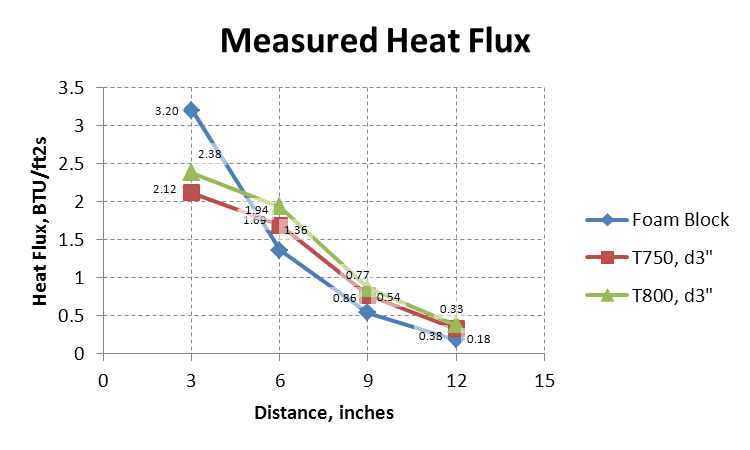 Measured Heat Flux
Heat Flux, BTU/ft2s
3.5
3
2.5
2
1.5
1
0.5
0
3.20
2.38
2.12
1.94
1.69
1.36
0.77
0.86
0.54
0.33
0.38
0.18
0 3 6 9 12 15
Distance, inches
Foam Block
T750, d3"
T800, d3"